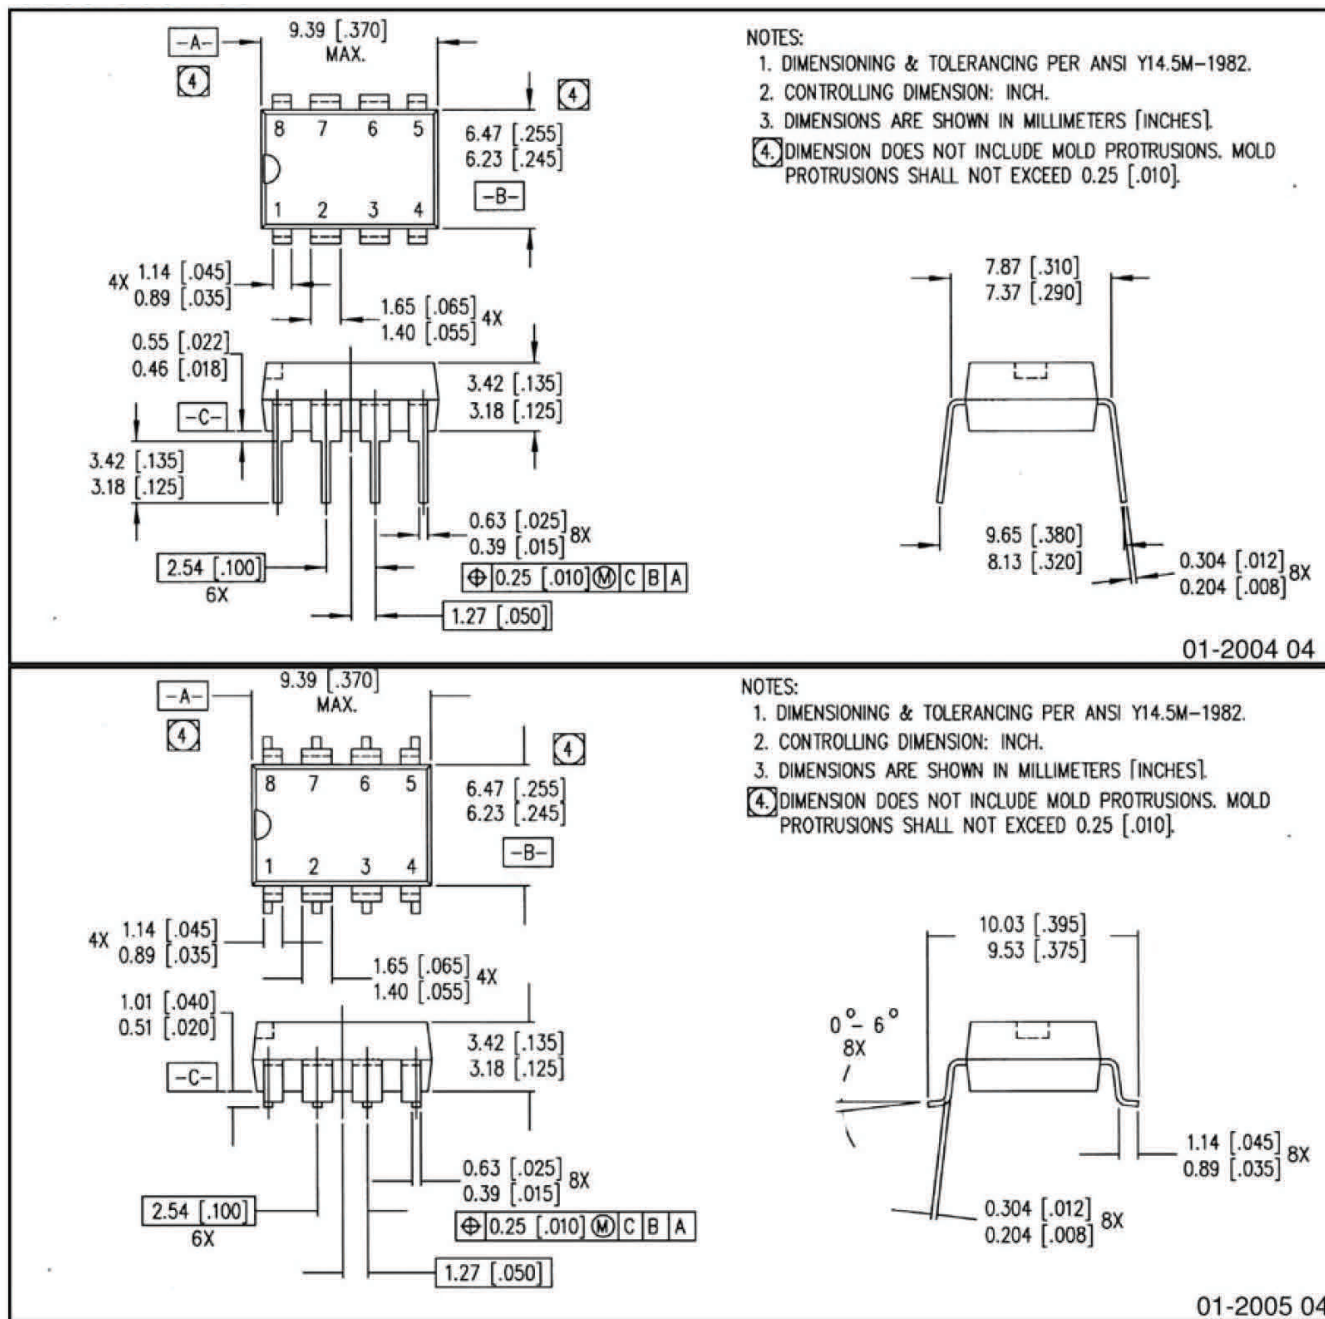 -A-
4
9.39 [.370]
MAX.
4
8 7 6 5
1 2 3 4
6.47 [.255]
6.23 [.245]
-B-
4X 1.14 [.045]
0.89 [.035]
1.65 [.065] 4X
1.40 [.055]
0.55 [.022]
0.46 [.018]
-C-
3.42 [.135]
3.18 [.125]
3.42 [.135]
3.18 [.125]
0.63 [.025] 8X
0.39 [.015]
2.54 [.100]
6X
⌖ 0.25 [.010] Ⓜ C B A
1.27 [.050]
NOTES:
1. DIMENSIONING & TOLERANCING PER ANSI Y14.5M-1982.
2. CONTROLLING DIMENSION: INCH.
3. DIMENSIONS ARE SHOWN IN MILLIMETERS [INCHES].
4. DIMENSION DOES NOT INCLUDE MOLD PROTRUSIONS. MOLD
PROTRUSIONS SHALL NOT EXCEED 0.25 [.010].
7.87 [.310]
7.37 [.290]
9.65 [.380]
8.13 [.320]
0.304 [.012] 8X
0.204 [.008]
01-2004 04
-A-
4
9.39 [.370]
MAX.
4
8 7 6 5
1 2 3 4
6.47 [.255]
6.23 [.245]
-B-
4X 1.14 [.045]
0.89 [.035]
1.65 [.065] 4X
1.40 [.055]
1.01 [.040]
0.51 [.020]
-C-
3.42 [.135]
3.18 [.125]
0.63 [.025] 8X
0.39 [.015]
2.54 [.100]
6X
⌖ 0.25 [.010] Ⓜ C B A
1.27 [.050]
NOTES:
1. DIMENSIONING & TOLERANCING PER ANSI Y14.5M-1982.
2. CONTROLLING DIMENSION: INCH.
3. DIMENSIONS ARE SHOWN IN MILLIMETERS [INCHES].
4. DIMENSION DOES NOT INCLUDE MOLD PROTRUSIONS. MOLD
PROTRUSIONS SHALL NOT EXCEED 0.25 [.010].
10.03 [.395]
9.53 [.375]
0° - 6°
8X
1.14 [.045] 8X
0.89 [.035]
0.304 [.012] 8X
0.204 [.008]
01-2005 04